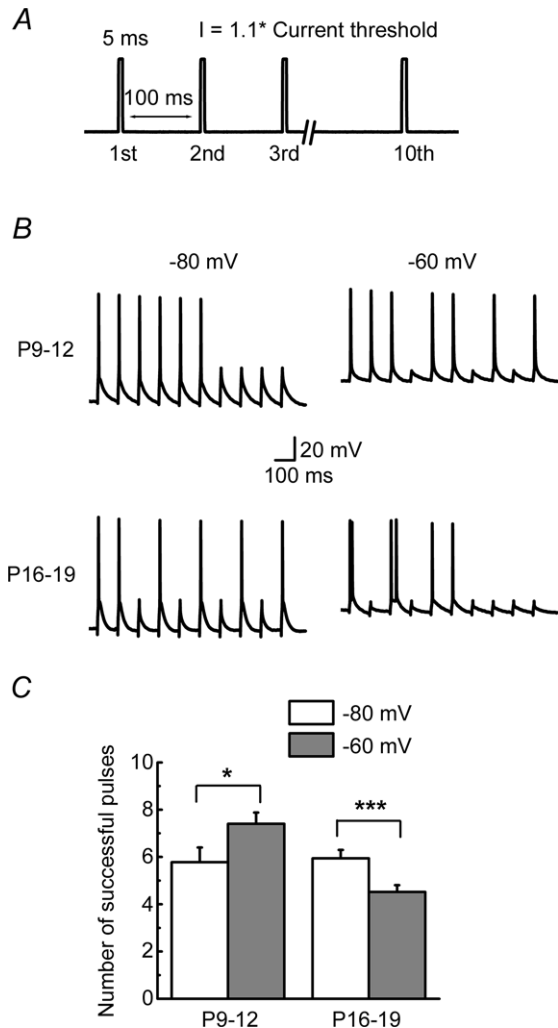 A
5 ms
I = 1.1* Current threshold
100 ms
1st 2nd 3rd 10th
B
-80 mV -60 mV
P9-12
20 mV
100 ms
P16-19
C
-80 mV
-60 mV
Number of successful pulses
10
8
6
4
2
0
* ***
P9-12 P16-19